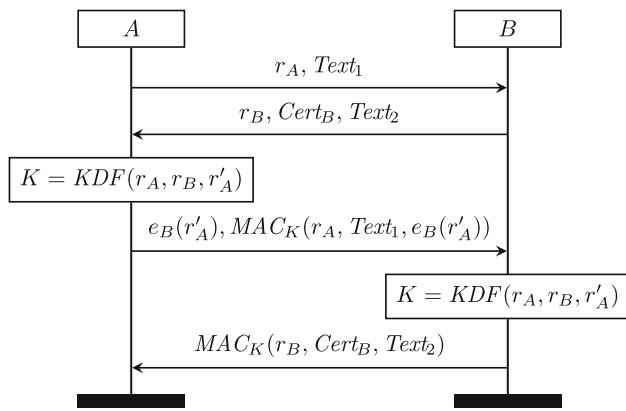 A
B
r_A, Text_1
r_B, Cert_B, Text_2
K = KDF(r_A, r_B, r'_A)
e_B(r'_A), MAC_K(r_A, Text_1, e_B(r'_A))
K = KDF(r_A, r_B, r'_A)
MAC_K(r_B, Cert_B, Text_2)